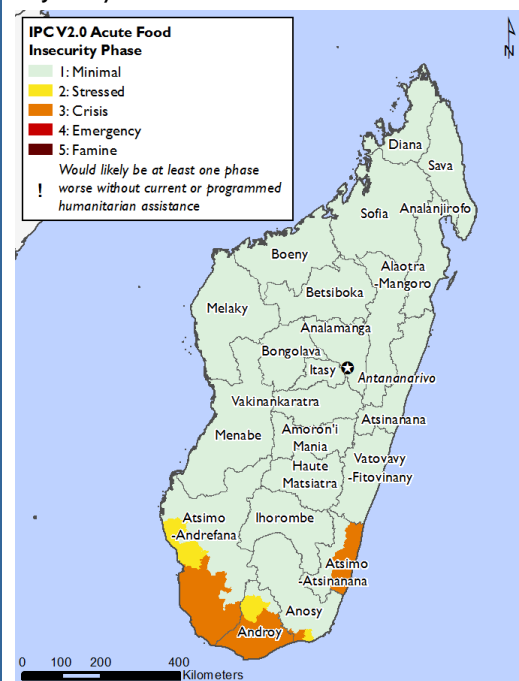 IPC V2.0 Acute Food
Insecurity Phase
1: Minimal
2: Stressed
3: Crisis
4: Emergency
5: Famine
! Would likely be at least one phase
worse without current or programmed
humanitarian assistance
N
Diana
Sava
Sofia
Analanjirofo
Boeny
Alaotra
-Mangoro
Betsiboka
Melaky
Analamanga
Bongolava
Itasy
Antananarivo
Vakinankaratra
Atsinanana
Menabe
Amoron'i
Mania
Haute
Matsiatra
Vatovavy
-Fitovinany
Atsimo
-Andrefana
Ihorombe
Atsimo
-Atsinanana
Anosy
Androy
0 100 200 400
Kilometers